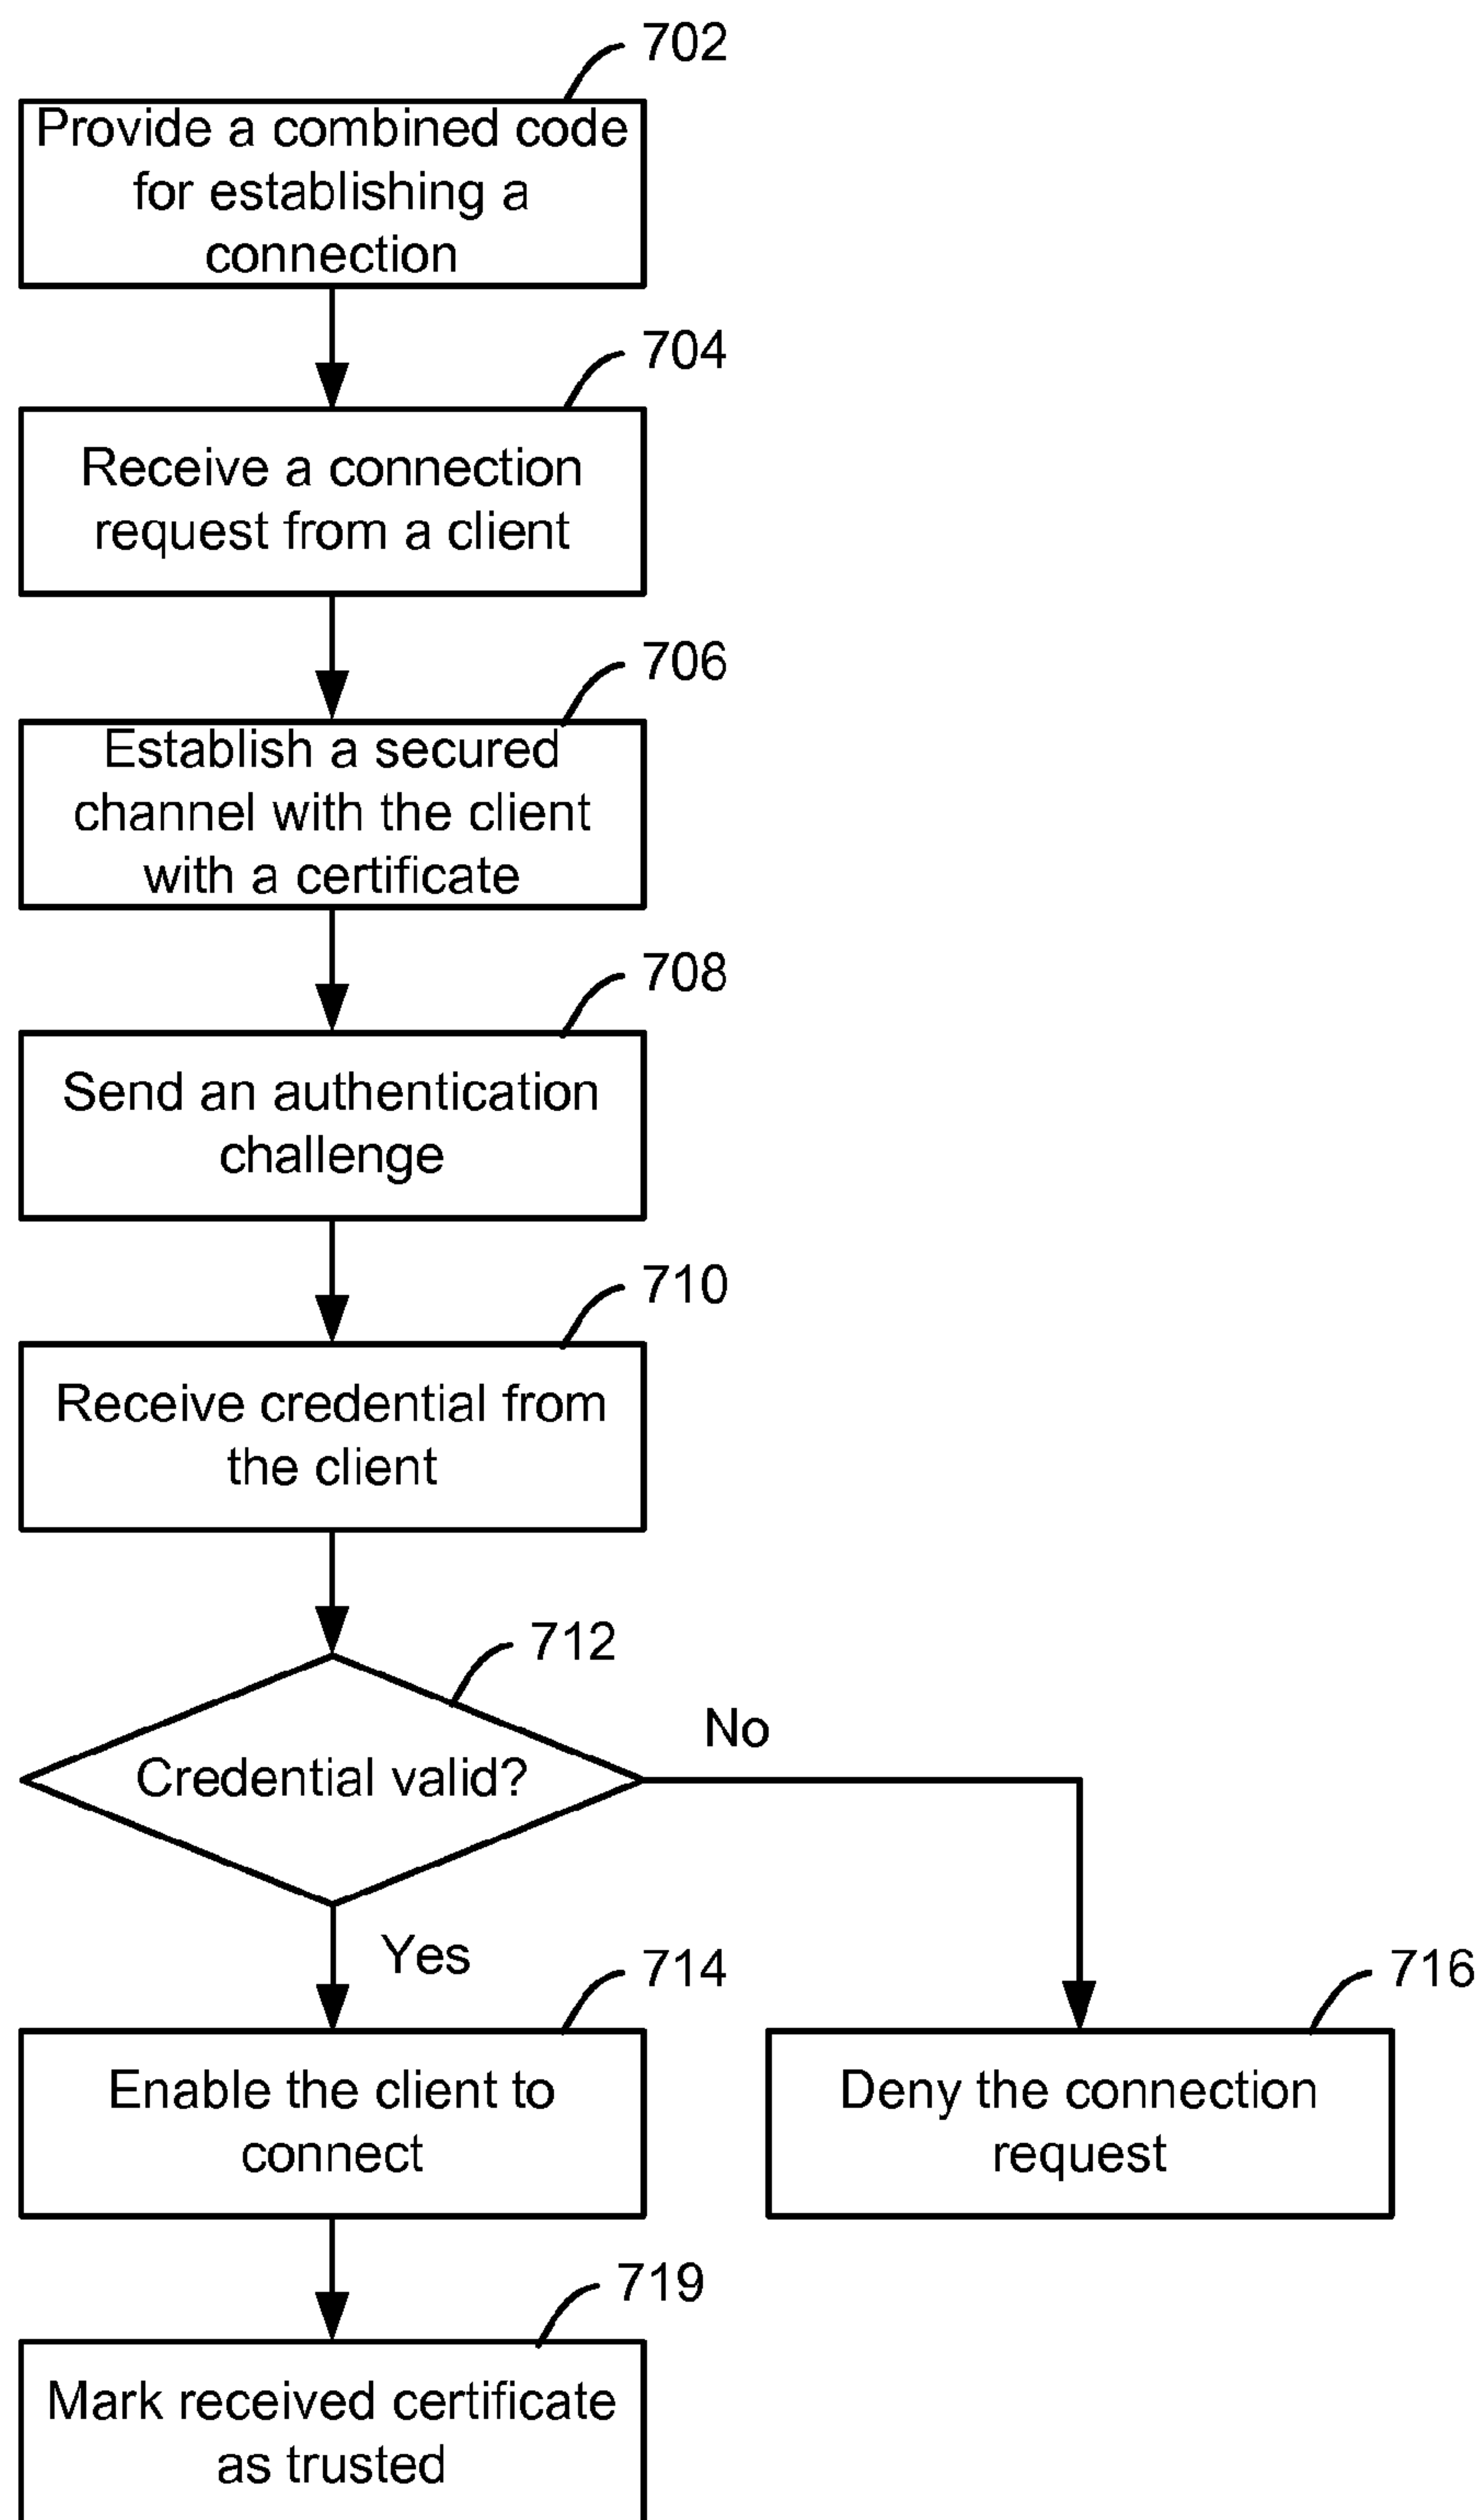 702
Provide a combined code
for establishing a
connection
704
Receive a connection
request from a client
706
Establish a secured
channel with the client
with a certificate
708
Send an authentication
challenge
710
Receive credential from
the client
712
Credential valid?
No
Yes
714
Enable the client to
connect
716
Deny the connection
request
719
Mark received certificate
as trusted